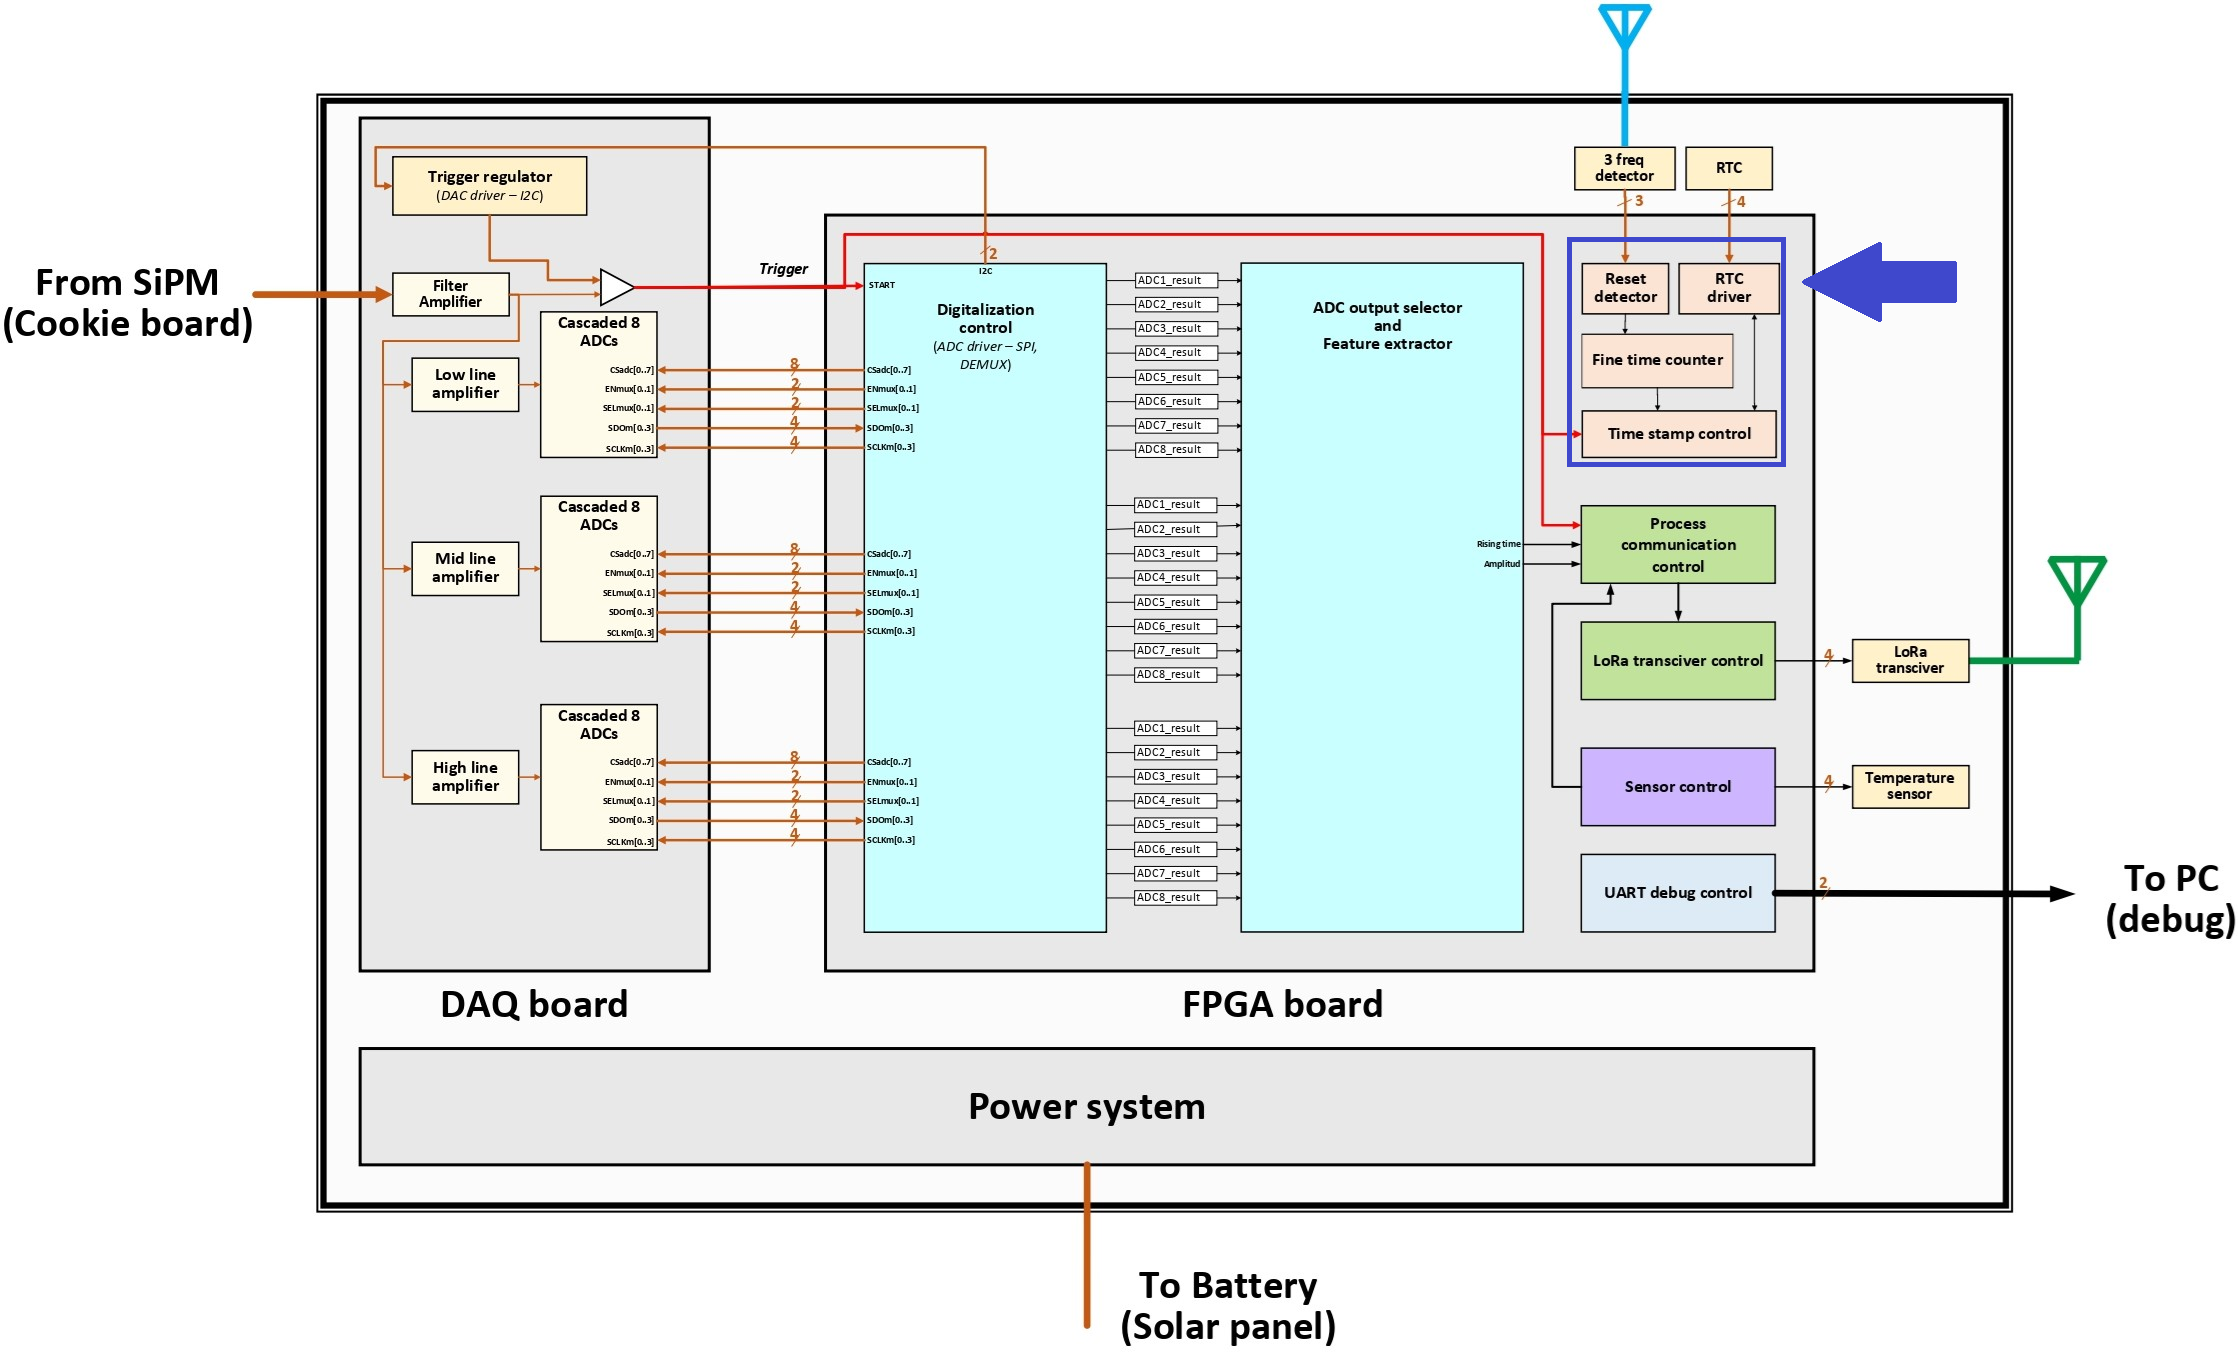 3 freq
detector
RTC
3
4
Trigger regulator
(DAC driver – I2C)
From SiPM
(Cookie board)
Filter
Amplifier
Trigger
2
I2C
START
Digitalization
control
(ADC driver – SPI,
DEMUX)
ADC output selector
and
Feature extractor
Reset
detector
RTC
driver
Fine time counter
Time stamp control
Cascaded 8
ADCs
CSadc[0..7]
ENmux[0..1]
SELmux[0..1]
SDOm[0..3]
SCLKm[0..3]
Low line
amplifier
8
2
2
4
4
CSadc[0..7]
ENmux[0..1]
SELmux[0..1]
SDOm[0..3]
SCLKm[0..3]
ADC1_result
ADC2_result
ADC3_result
ADC4_result
ADC5_result
ADC6_result
ADC7_result
ADC8_result
Cascaded 8
ADCs
CSadc[0..7]
ENmux[0..1]
SELmux[0..1]
SDOm[0..3]
SCLKm[0..3]
Mid line
amplifier
8
2
2
4
4
CSadc[0..7]
ENmux[0..1]
SELmux[0..1]
SDOm[0..3]
SCLKm[0..3]
ADC1_result
ADC2_result
ADC3_result
ADC4_result
ADC5_result
ADC6_result
ADC7_result
ADC8_result
Rising time
Amplitud
Process
communication
control
LoRa transciver control
4
LoRa
transciver
Cascaded 8
ADCs
CSadc[0..7]
ENmux[0..1]
SELmux[0..1]
SDOm[0..3]
SCLKm[0..3]
High line
amplifier
8
2
2
4
4
CSadc[0..7]
ENmux[0..1]
SELmux[0..1]
SDOm[0..3]
SCLKm[0..3]
ADC1_result
ADC2_result
ADC3_result
ADC4_result
ADC5_result
ADC6_result
ADC7_result
ADC8_result
Sensor control
4
Temperature
sensor
UART debug control
2
To PC
(debug)
DAQ board
FPGA board
Power system
To Battery
(Solar panel)